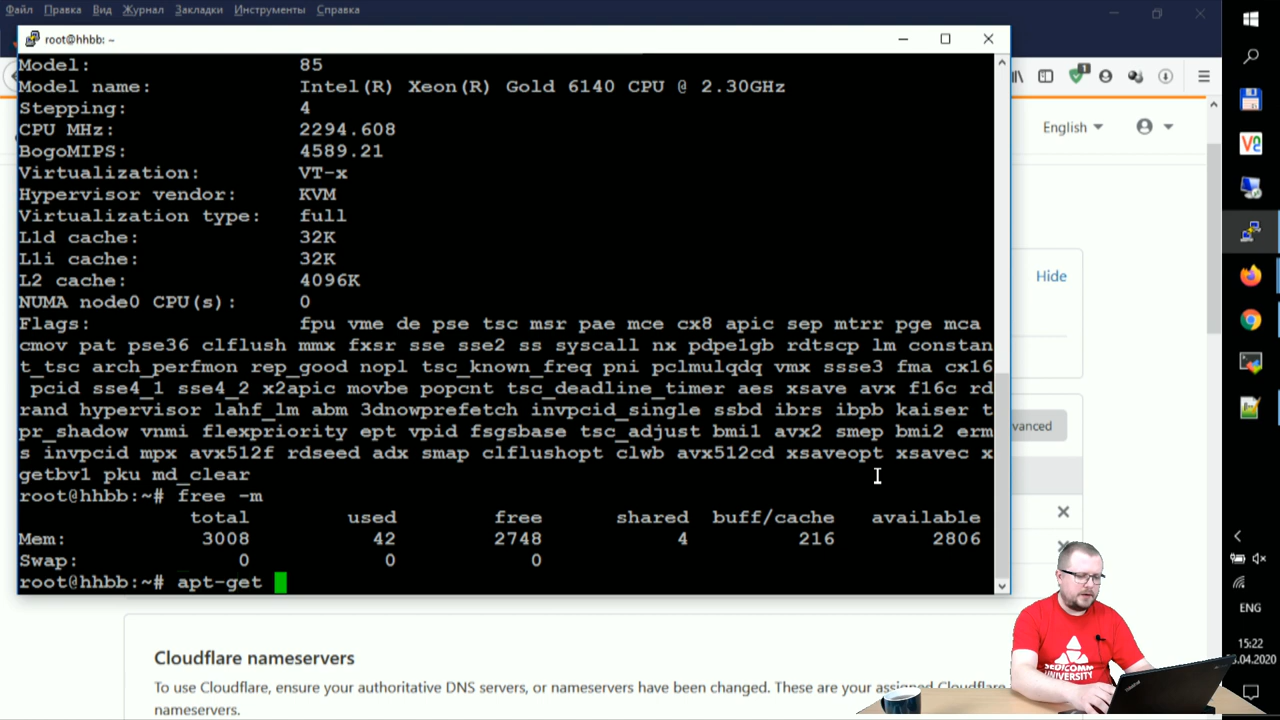 Файл Правка Вид Журнал Закладки Инструменты Справка
root@hhbb: ~
Model: 85
Model name: Intel(R) Xeon(R) Gold 6140 CPU @ 2.30GHz
Stepping: 4
CPU MHz: 2294.608
BogoMIPS: 4589.21
Virtualization: VT-x
Hypervisor vendor: KVM
Virtualization type: full
L1d cache: 32K
L1i cache: 32K
L2 cache: 4096K
NUMA node0 CPU(s): 0
Flags: fpu vme de pse tsc msr pae mce cx8 apic sep mtrr pge mca
cmov pat pse36 clflush mmx fxsr sse sse2 ss syscall nx pdpe1gb rdtscp lm constan
t_tsc arch_perfmon rep_good nopl tsc_known_freq pni pclmulqdq vmx ssse3 fma cx16
pcid sse4_1 sse4_2 x2apic movbe popcnt tsc_deadline_timer aes xsave avx f16c rd
rand hypervisor lahf_lm abm 3dnowprefetch invpcid_single ssbd ibrs ibpb kaiser t
pr_shadow vnmi flexpriority ept vpid fsgsbase tsc_adjust bmi1 avx2 smep bmi2 erm
s invpcid mpx avx512f rdseed adx smap clflushopt clwb avx512cd xsaveopt xsavec x
getbv1 pku md_clear
root@hhbb:~# free -m
total used free shared buff/cache available
Mem: 3008 42 2748 4 216 2806
Swap: 0 0 0
root@hhbb:~# apt-get
1
English
Hide
vanced
Cloudflare nameservers
To use Cloudflare, ensure your authoritative DNS servers, or nameservers have been changed. These are your assigned Cloudflare
nameservers.
ENG
15:22
.04.2020
SEDICOMM
UNIVERSITY